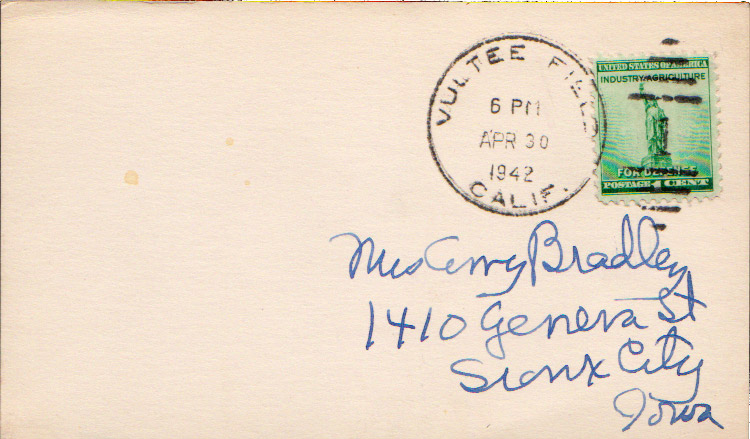 VULTEE FIELD
6 PM
APR 30
1942
CALIF.
UNITED STATES OF AMERICA
INDUSTRY·AGRICULTURE
1
FOR DEFENSE
POSTAGE 1 CENT
Mrs Amy Bradley
1410 Geneva St
Sioux City
Iowa